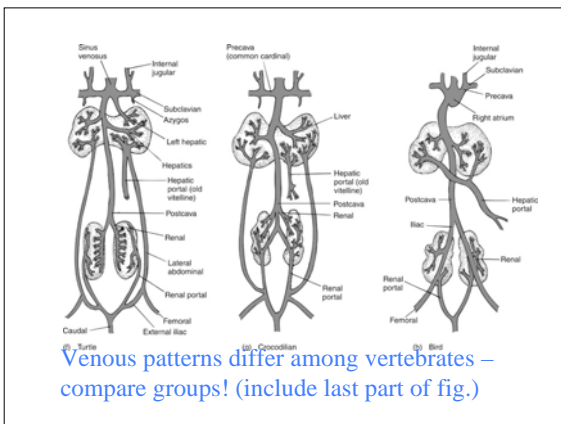 Sinus
venosus
Internal
jugular
Subclavian
Azygos
Left hepatic
Hepatics
Hepatic
portal (old
vitelline)
Postcava
Renal
Lateral
abdominal
Renal portal
Femoral
External iliac
Caudal
(f) Turtle
Precava
(common cardinal)
Liver
Hepatic
portal (old
vitelline)
Postcava
Renal
Renal
portal
(g) Crocodilian
Internal
jugular
Subclavian
Precava
Right atrium
Postcava
Hepatic
portal
Iliac
Renal
Renal
portal
Femoral
(h) Bird
Venous patterns differ among vertebrates –
compare groups! (include last part of fig.)